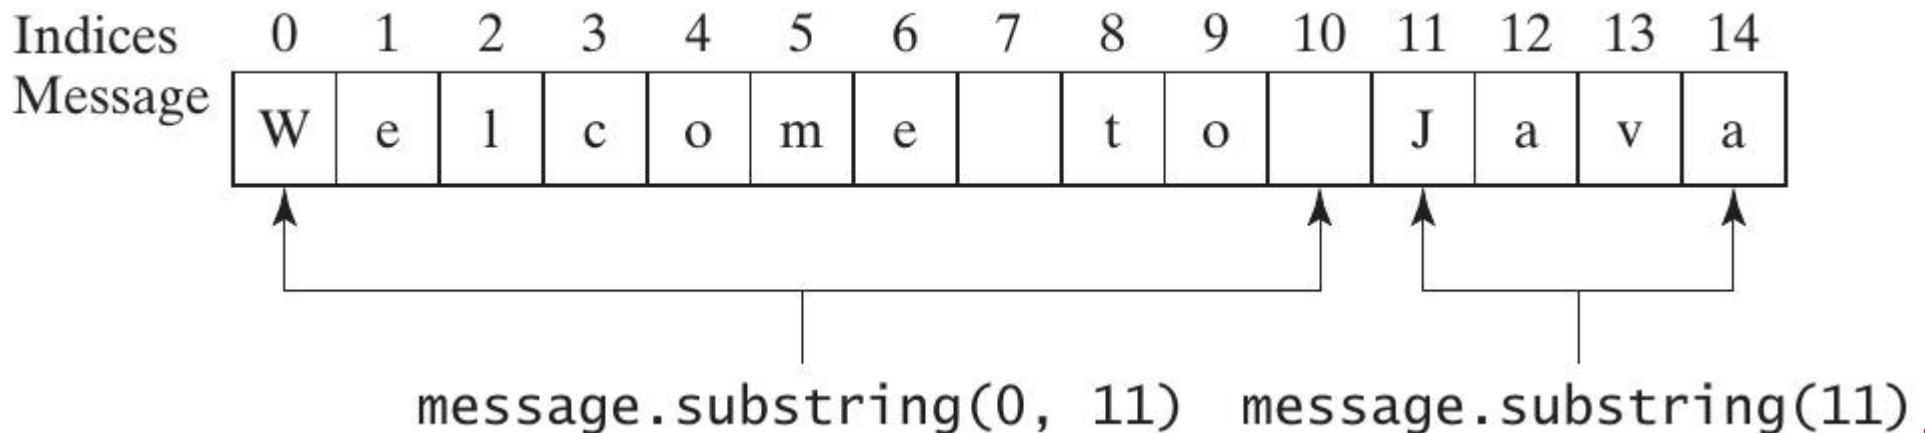 Indices 0 1 2 3 4 5 6 7 8 9 10 11 12 13 14
Message W e l c o m e t o J a v a
message.substring(0, 11) message.substring(11)